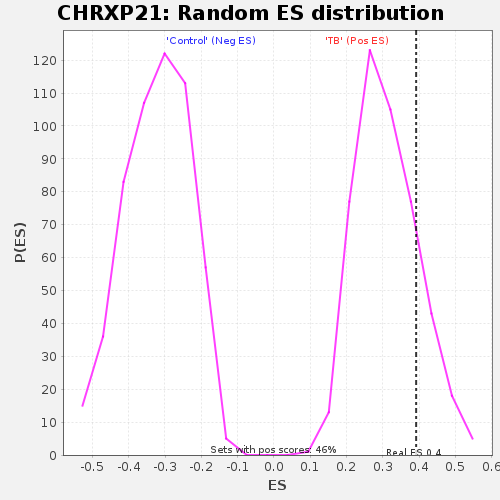 CHRXP21: Random ES distribution
'Control' (Neg ES) 'TB' (Pos ES)
P(ES)
120
110
100
90
80
70
60
50
40
30
20
10
0
Sets with pos scores: 46%
Real ES 0.4
-0.5 -0.4 -0.3 -0.2 -0.1 0.0 0.1 0.2 0.3 0.4 0.5 0.6
ES